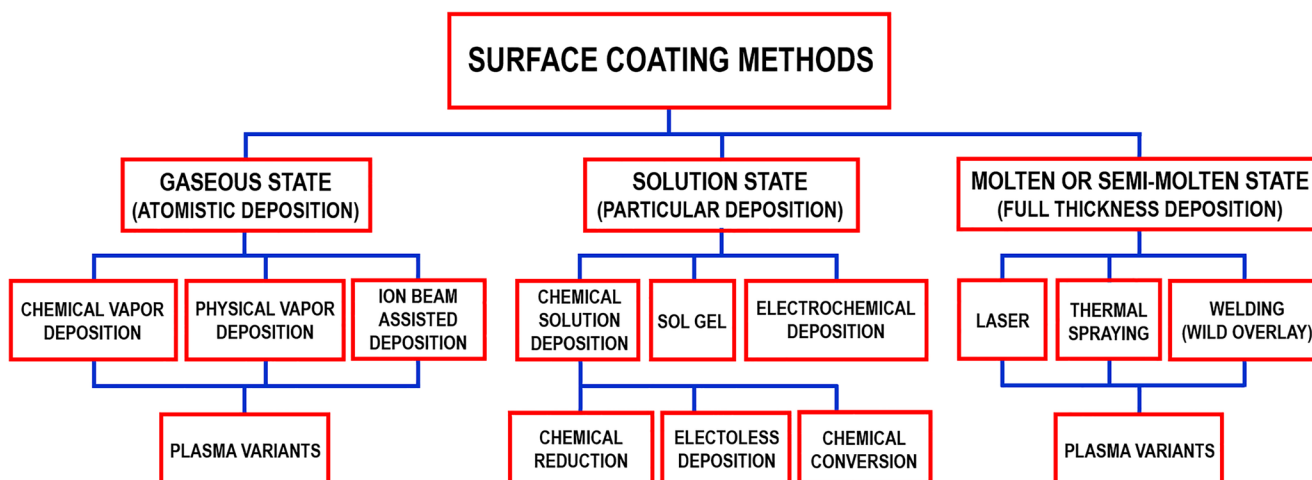 SURFACE COATING METHODS
GASEOUS STATE
(ATOMISTIC DEPOSITION)
SOLUTION STATE
(PARTICULAR DEPOSITION)
MOLTEN OR SEMI-MOLTEN STATE
(FULL THICKNESS DEPOSITION)
CHEMICAL VAPOR
DEPOSITION
PHYSICAL VAPOR
DEPOSITION
ION BEAM
ASSISTED
DEPOSITION
CHEMICAL
SOLUTION
DEPOSITION
SOL GEL
ELECTROCHEMICAL
DEPOSITION
LASER
THERMAL
SPRAYING
WELDING
(WILD OVERLAY)
PLASMA VARIANTS
CHEMICAL
REDUCTION
ELECTOLESS
DEPOSITION
CHEMICAL
CONVERSION
PLASMA VARIANTS